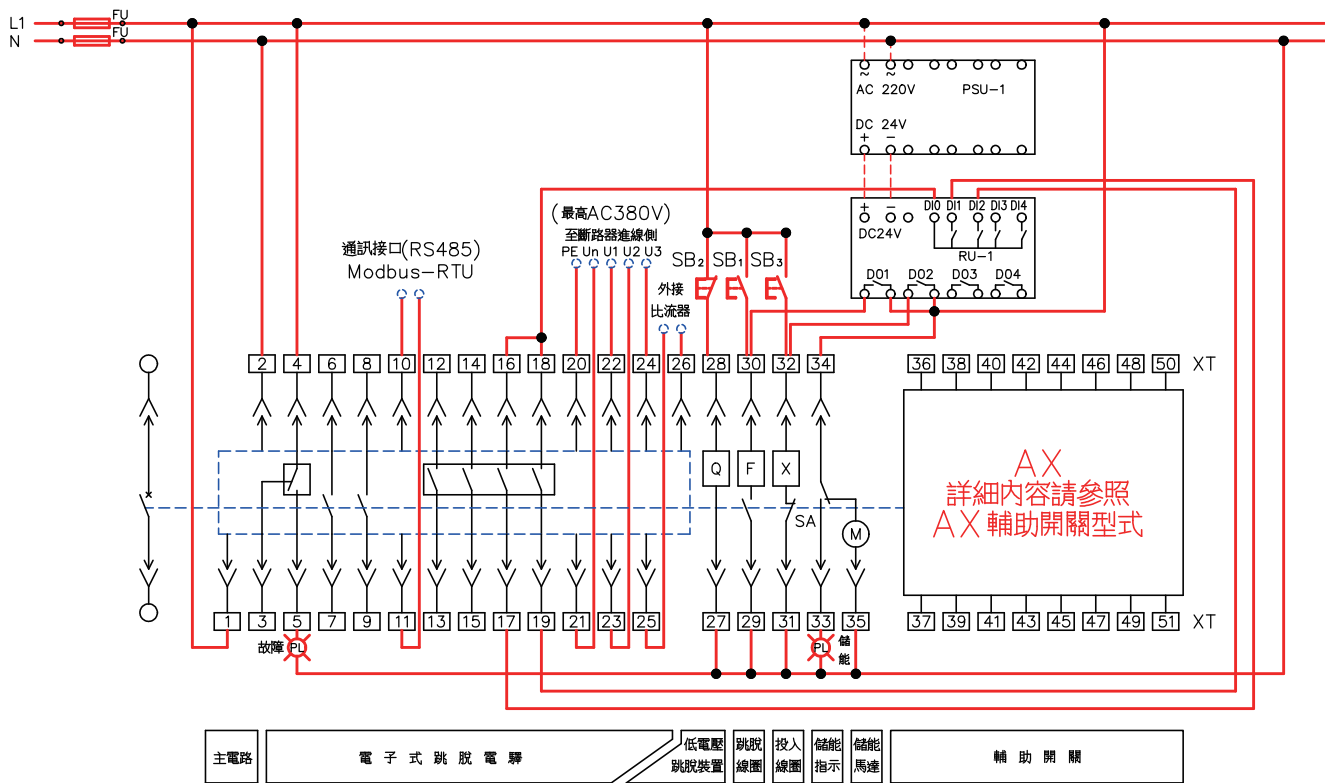 L1
FU
N
FU
~ ~
AC 220V PSU-1
DC 24V
+ -
+ - DI0 DI1 DI2 DI3 DI4
DC24V
RU-1
DO1 DO2 DO3 DO4
(最高AC380V)
至斷路器進線側
PE Un U1 U2 U3
通訊接口(RS485)
Modbus-RTU
SB2 SB1 SB3
外接
比流器
2 4 6 8 10 12 14 16 18 20 22 24 26 28 30 32 34 36 38 40 42 44 46 48 50 XT
Q F X
SA
M
AX
詳細內容請參照
AX輔助開關型式
1 3 5 7 9 11 13 15 17 19 21 23 25 27 29 31 33 35 37 39 41 43 45 47 49 51 XT
故障 PL
PL 儲能
主電路
電子式跳脫電驛
低電壓
跳脫裝置
跳脫
線圈
投入
線圈
儲能
指示
儲能
馬達
輔助開關